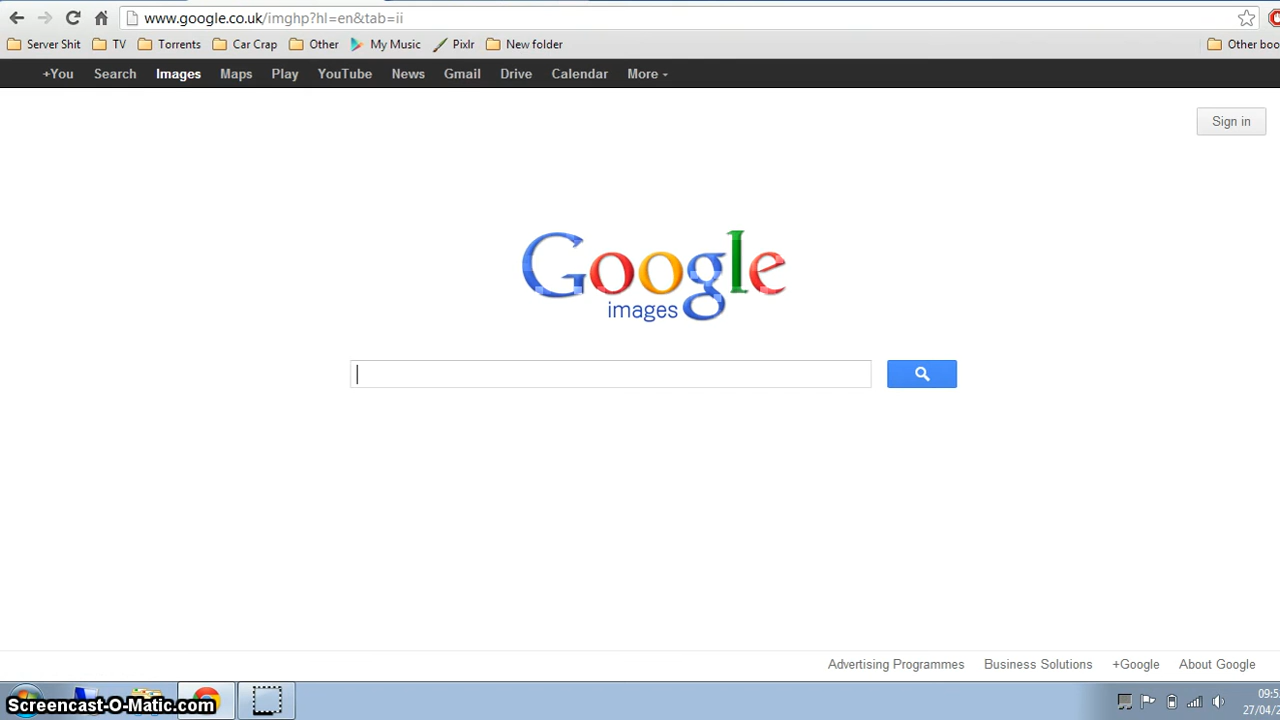 www.google.co.uk/imghp?hl=en&tab=ii
Server Shit TV Torrents Car Crap Other My Music Pixlr New folder Other
+You Search Images Maps Play YouTube News Gmail Drive Calendar More
Sign in
Google
images
Advertising Programmes Business Solutions +Google About Google
Screencast-O-Matic.com
09:5
27/04/2